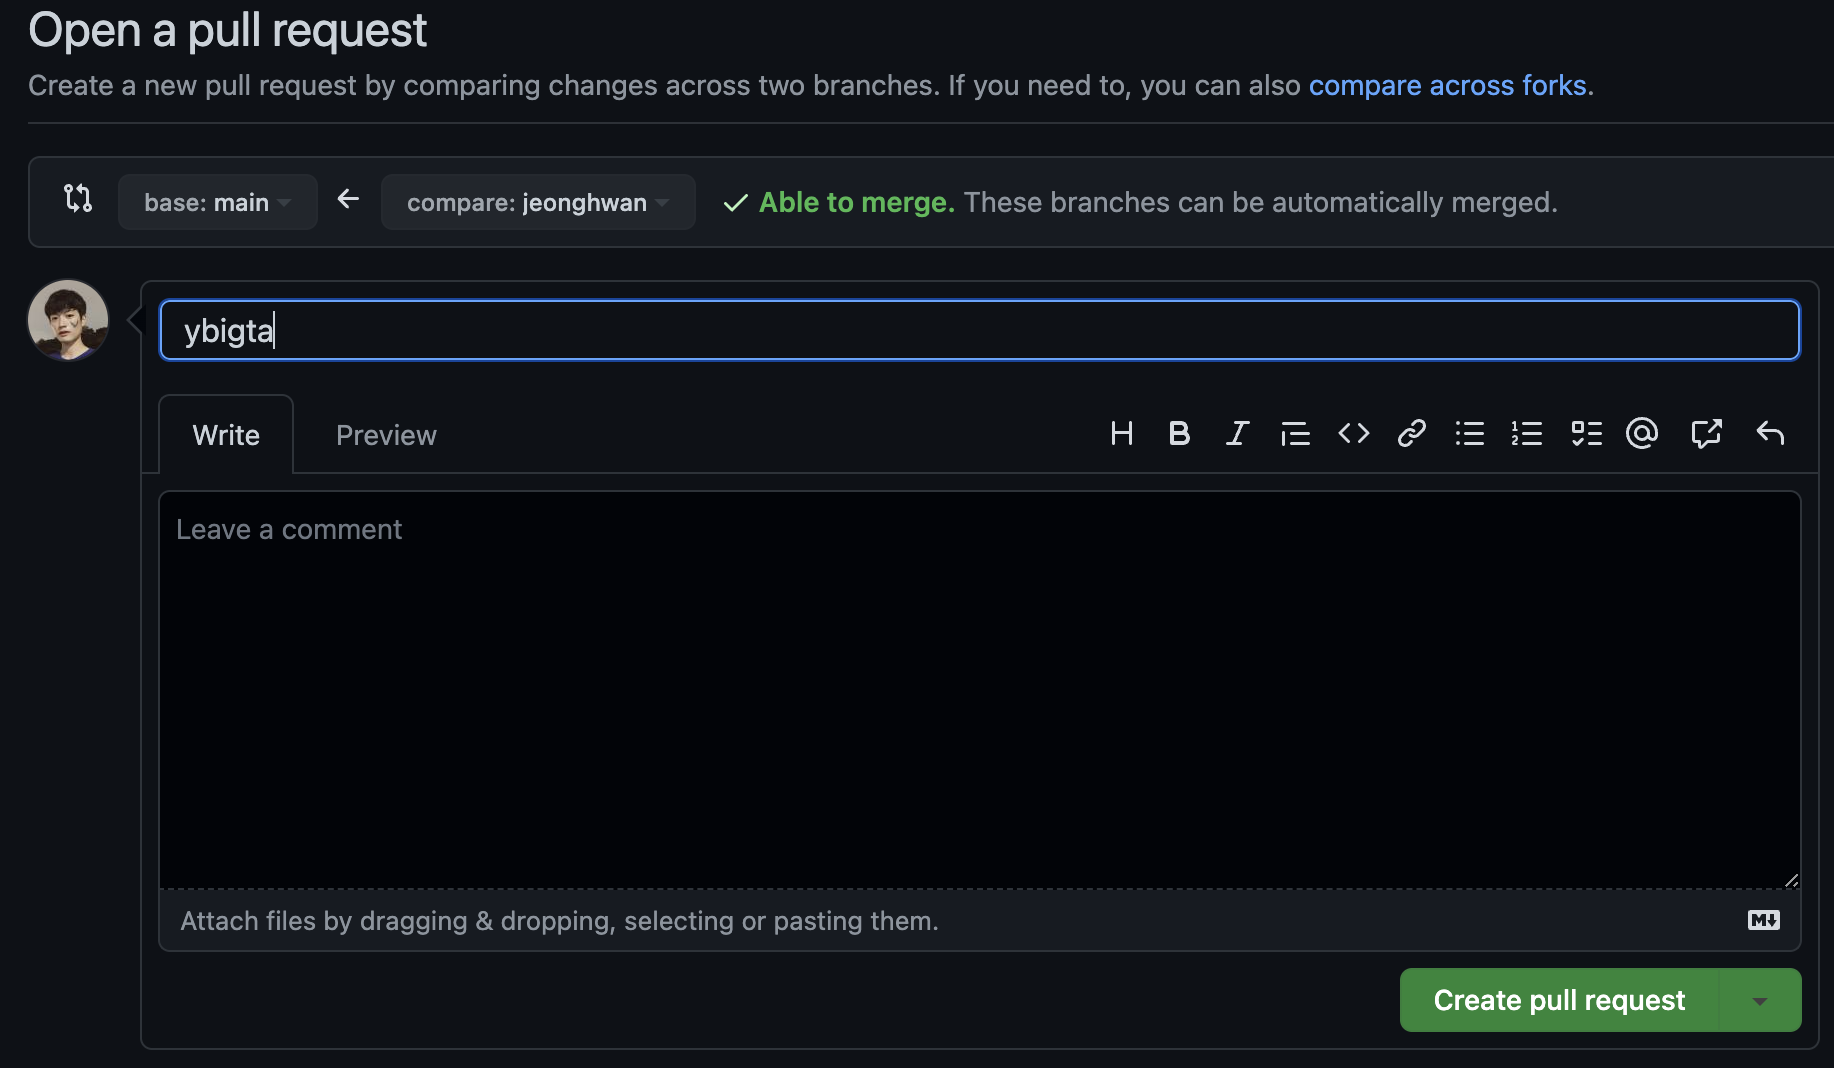 Open a pull request
Create a new pull request by comparing changes across two branches. If you need to, you can also compare across forks.
base: main
compare: jeonghwan
Able to merge. These branches can be automatically merged.
ybigta
Write
Preview
Leave a comment
Attach files by dragging & dropping, selecting or pasting them.
Create pull request